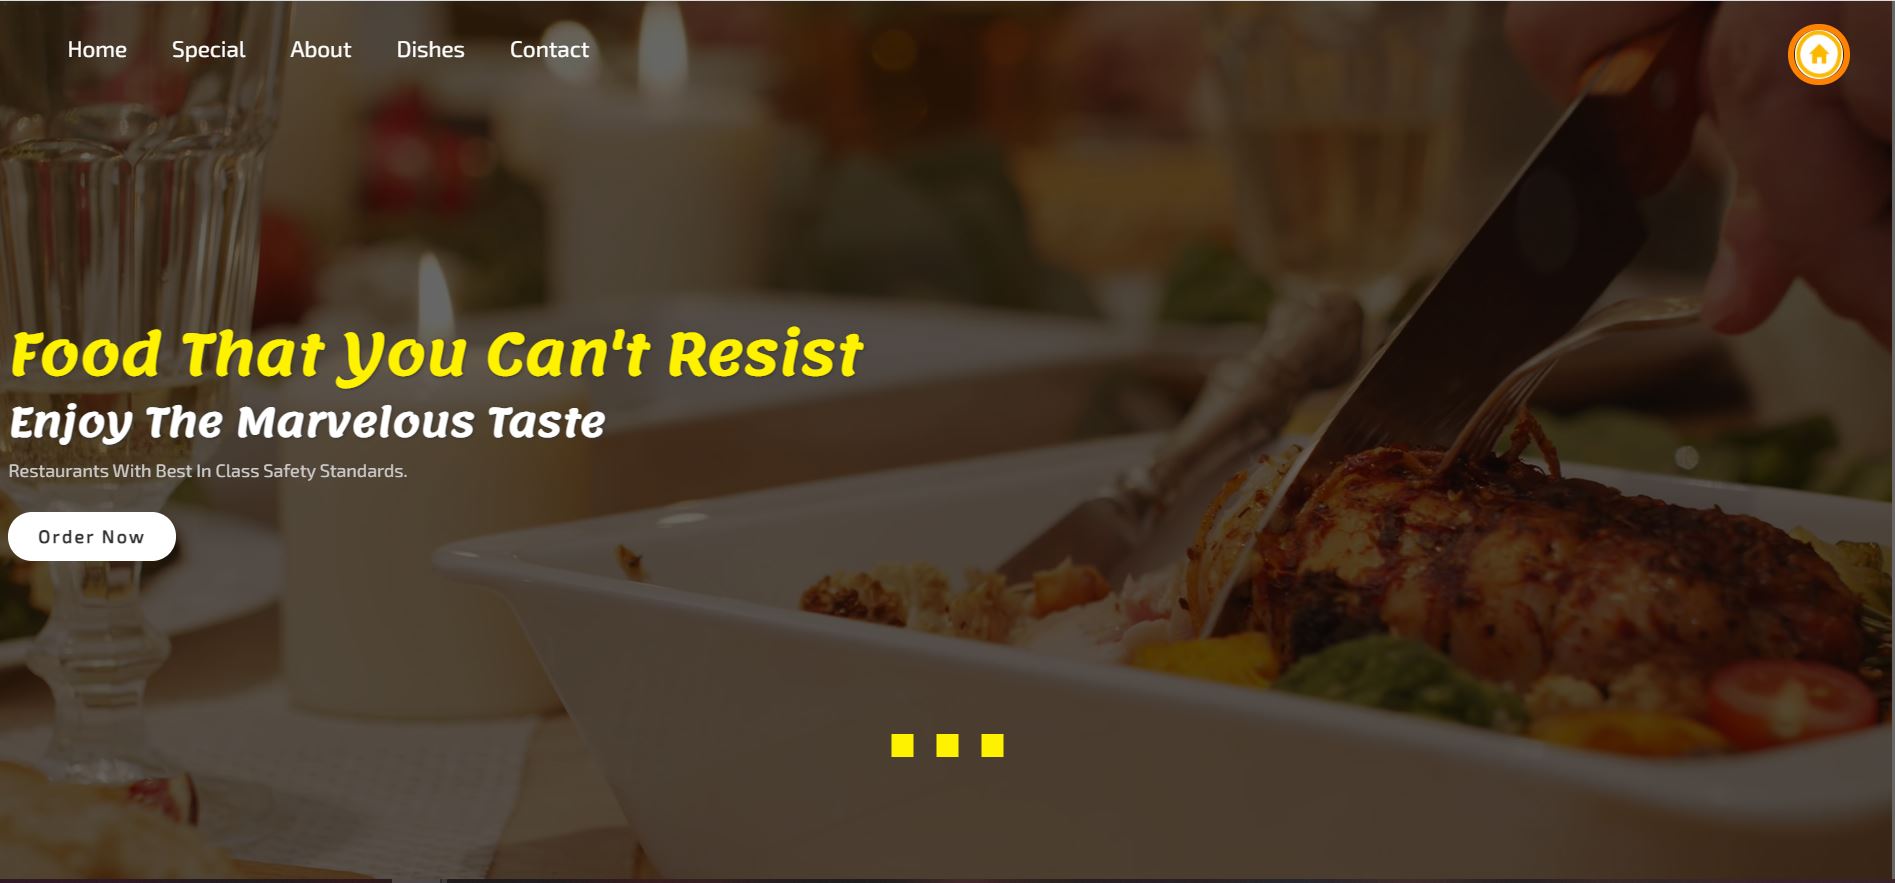 Home Special About Dishes Contact
Food That You Can't Resist
Enjoy The Marvelous Taste
Restaurants With Best In Class Safety Standards.
Order Now